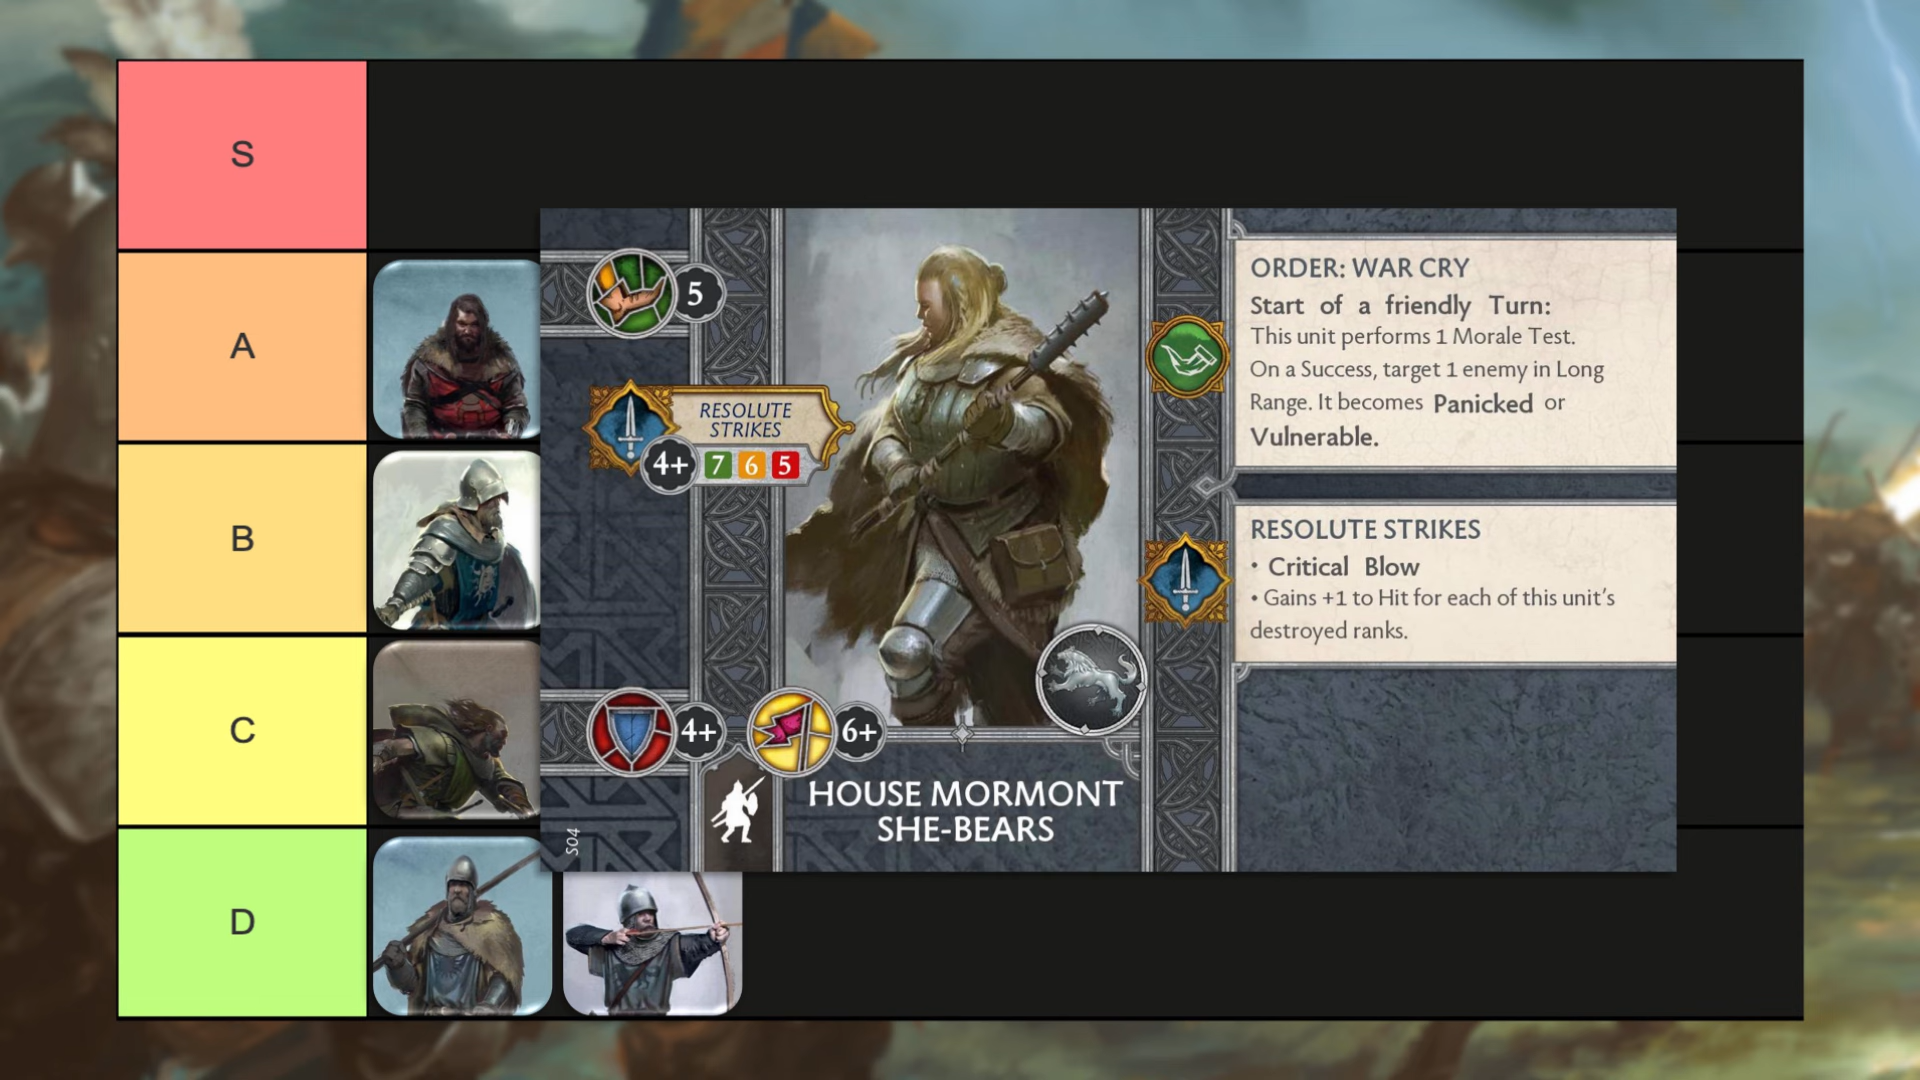 S
A
B
C
D
5
RESOLUTE
STRIKES
4+ 7 6 5
4+ 6+
HOUSE MORMONT
SHE-BEARS
S04
ORDER: WAR CRY
Start of a friendly Turn:
This unit performs 1 Morale Test.
On a Success, target 1 enemy in Long
Range. It becomes Panicked or
Vulnerable.
RESOLUTE STRIKES
• Critical Blow
• Gains +1 to Hit for each of this unit's
destroyed ranks.